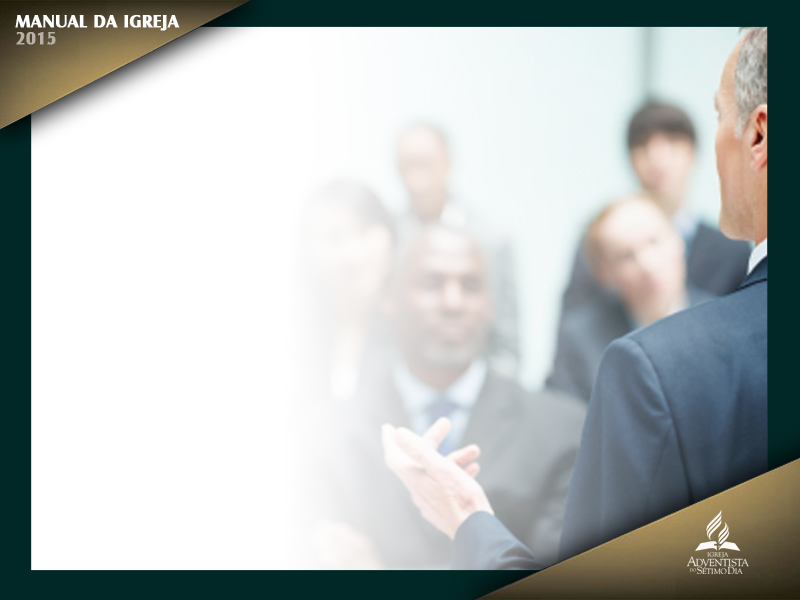 MANUAL DA IGREJA
2015
IGREJA
ADVENTISTA
DO SÉTIMO DIA